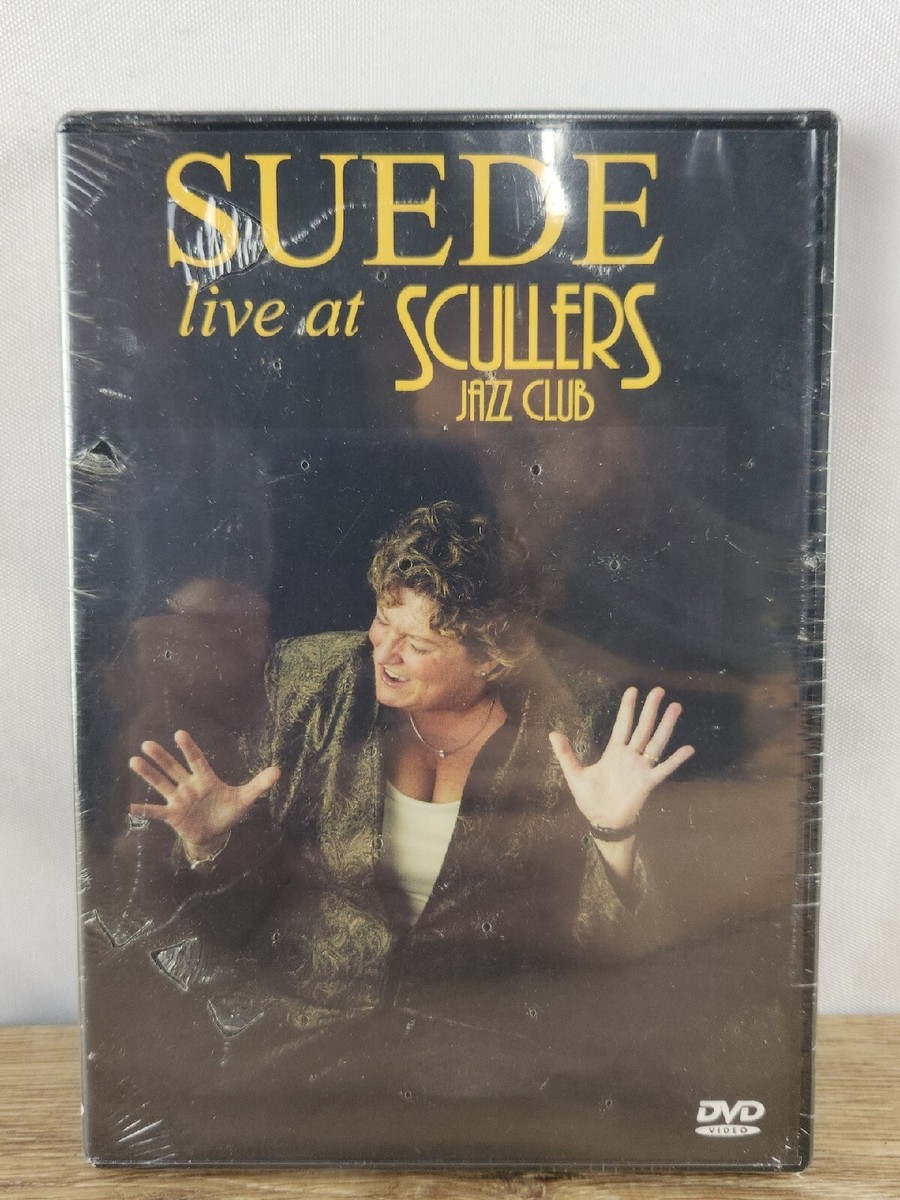 SUEDE
live at SCULLERS
JAZZ CLUB
DVD
VIDEO